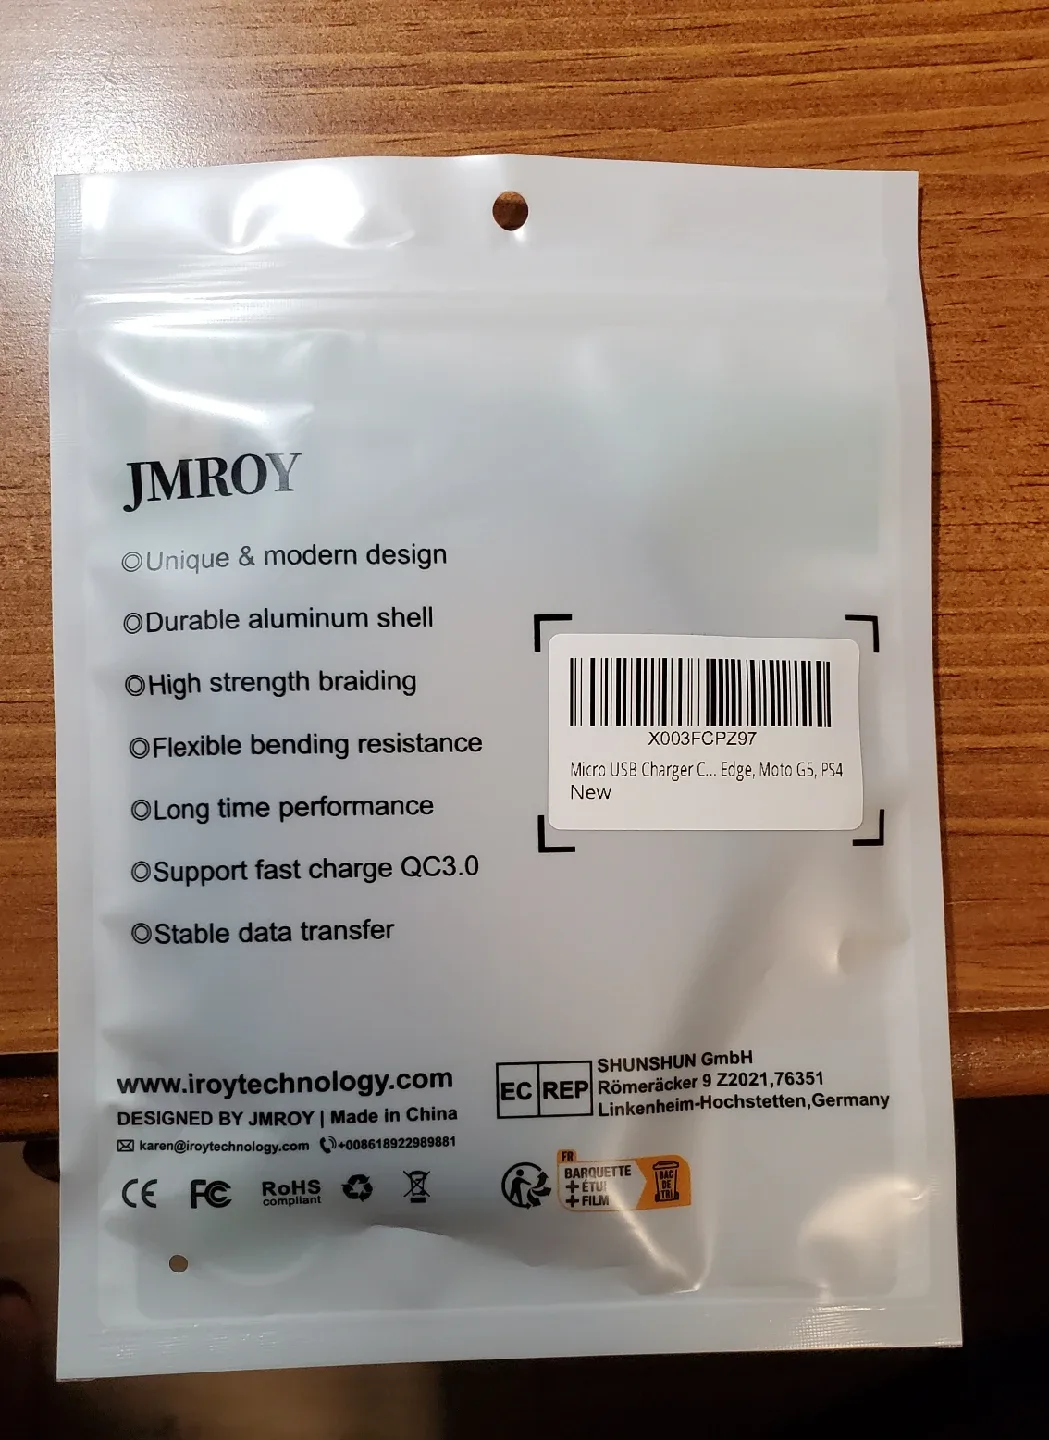 JMROY
◎Unique & modern design
◎Durable aluminum shell
◎High strength braiding
◎Flexible bending resistance
◎Long time performance
◎Support fast charge QC3.0
◎Stable data transfer
X003FCPZ97
Micro USB Charger C... Edge, Moto G5, PS4
New
www.iroytechnology.com
DESIGNED BY JMROY | Made in China
karen@iroytechnology.com +008618922989881
CE FC RoHS
compliant
EC REP
SHUNSHUN GmbH
Römeräcker 9 Z2021,76351
Linkenheim-Hochstetten,Germany
FR
BARQUETTE
+ ÉTUI
+ FILM
BAC
DE
TRI